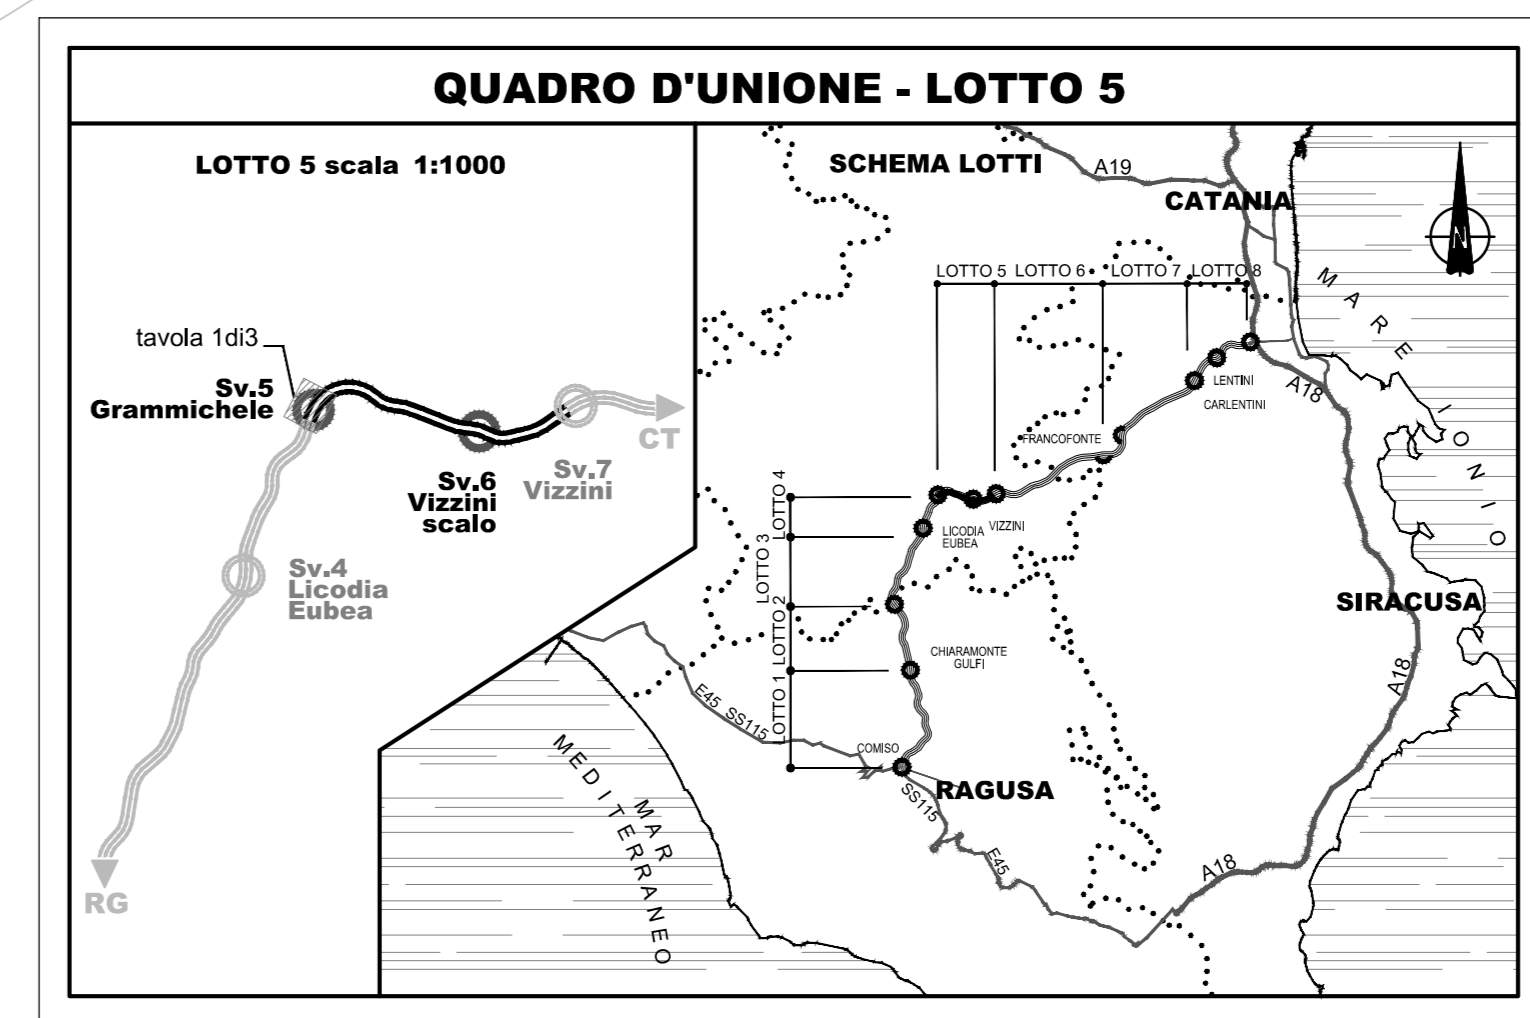 QUADRO D'UNIONE - LOTTO 5
LOTTO 5 scala 1:1000
tavola 1di3
Sv.5
Grammichele
Sv.6
Vizzini
scalo
Sv.7
Vizzini
CT
Sv.4
Licodia
Eubea
RG
SCHEMA LOTTI
A19
CATANIA
N
LOTTO 5
LOTTO 6
LOTTO 7
LOTTO 8
MARE
IONIO
LENTINI
CARLENTINI
A18
FRANCOFONTE
LOTTO 4
LOTTO 3
LOTTO 2
LOTTO 1
LICODIA
EUBEA
VIZZINI
SIRACUSA
CHIARAMONTE
GULFI
A18
E45 SS115
COMISO
RAGUSA
SS115
E45
A18
MAR
MEDITERRANEO